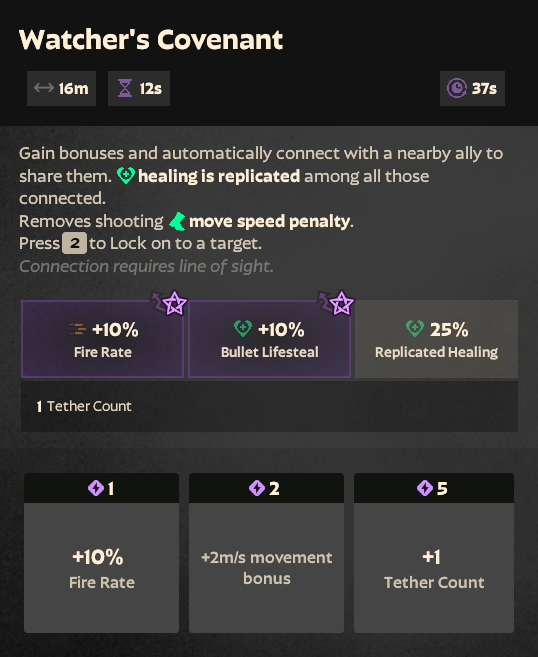 Watcher's Covenant
16m 12s 37s
Gain bonuses and automatically connect with a nearby ally to
share them. healing is replicated among all those
connected.
Removes shooting move speed penalty.
Press 2 to Lock on to a target.
Connection requires line of sight.
+10% +10% 25%
Fire Rate Bullet Lifesteal Replicated Healing
1 Tether Count
1 2 5
+10% +2m/s movement +1
Fire Rate bonus Tether Count